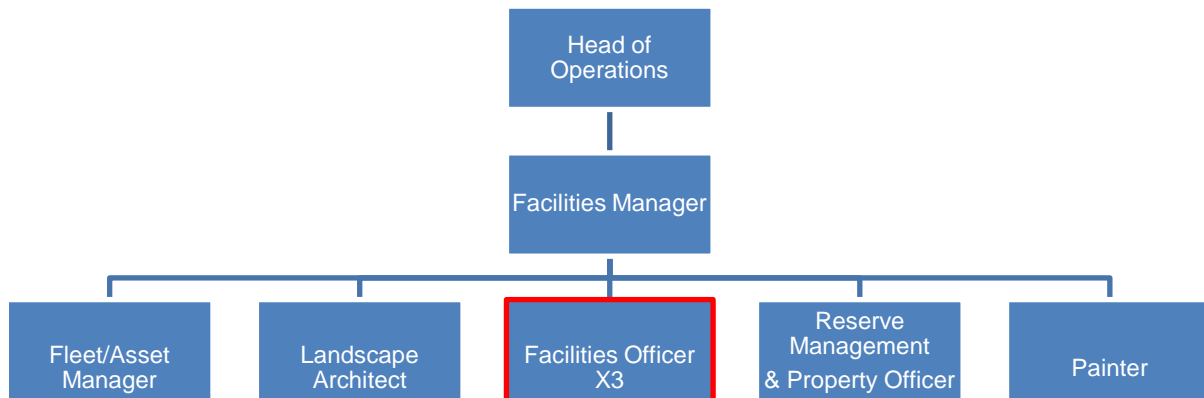 Head of
Operations
Facilities Manager
Fleet/Asset
Manager
Landscape
Architect
Facilities Officer
X3
Reserve
Management
& Property Officer
Painter